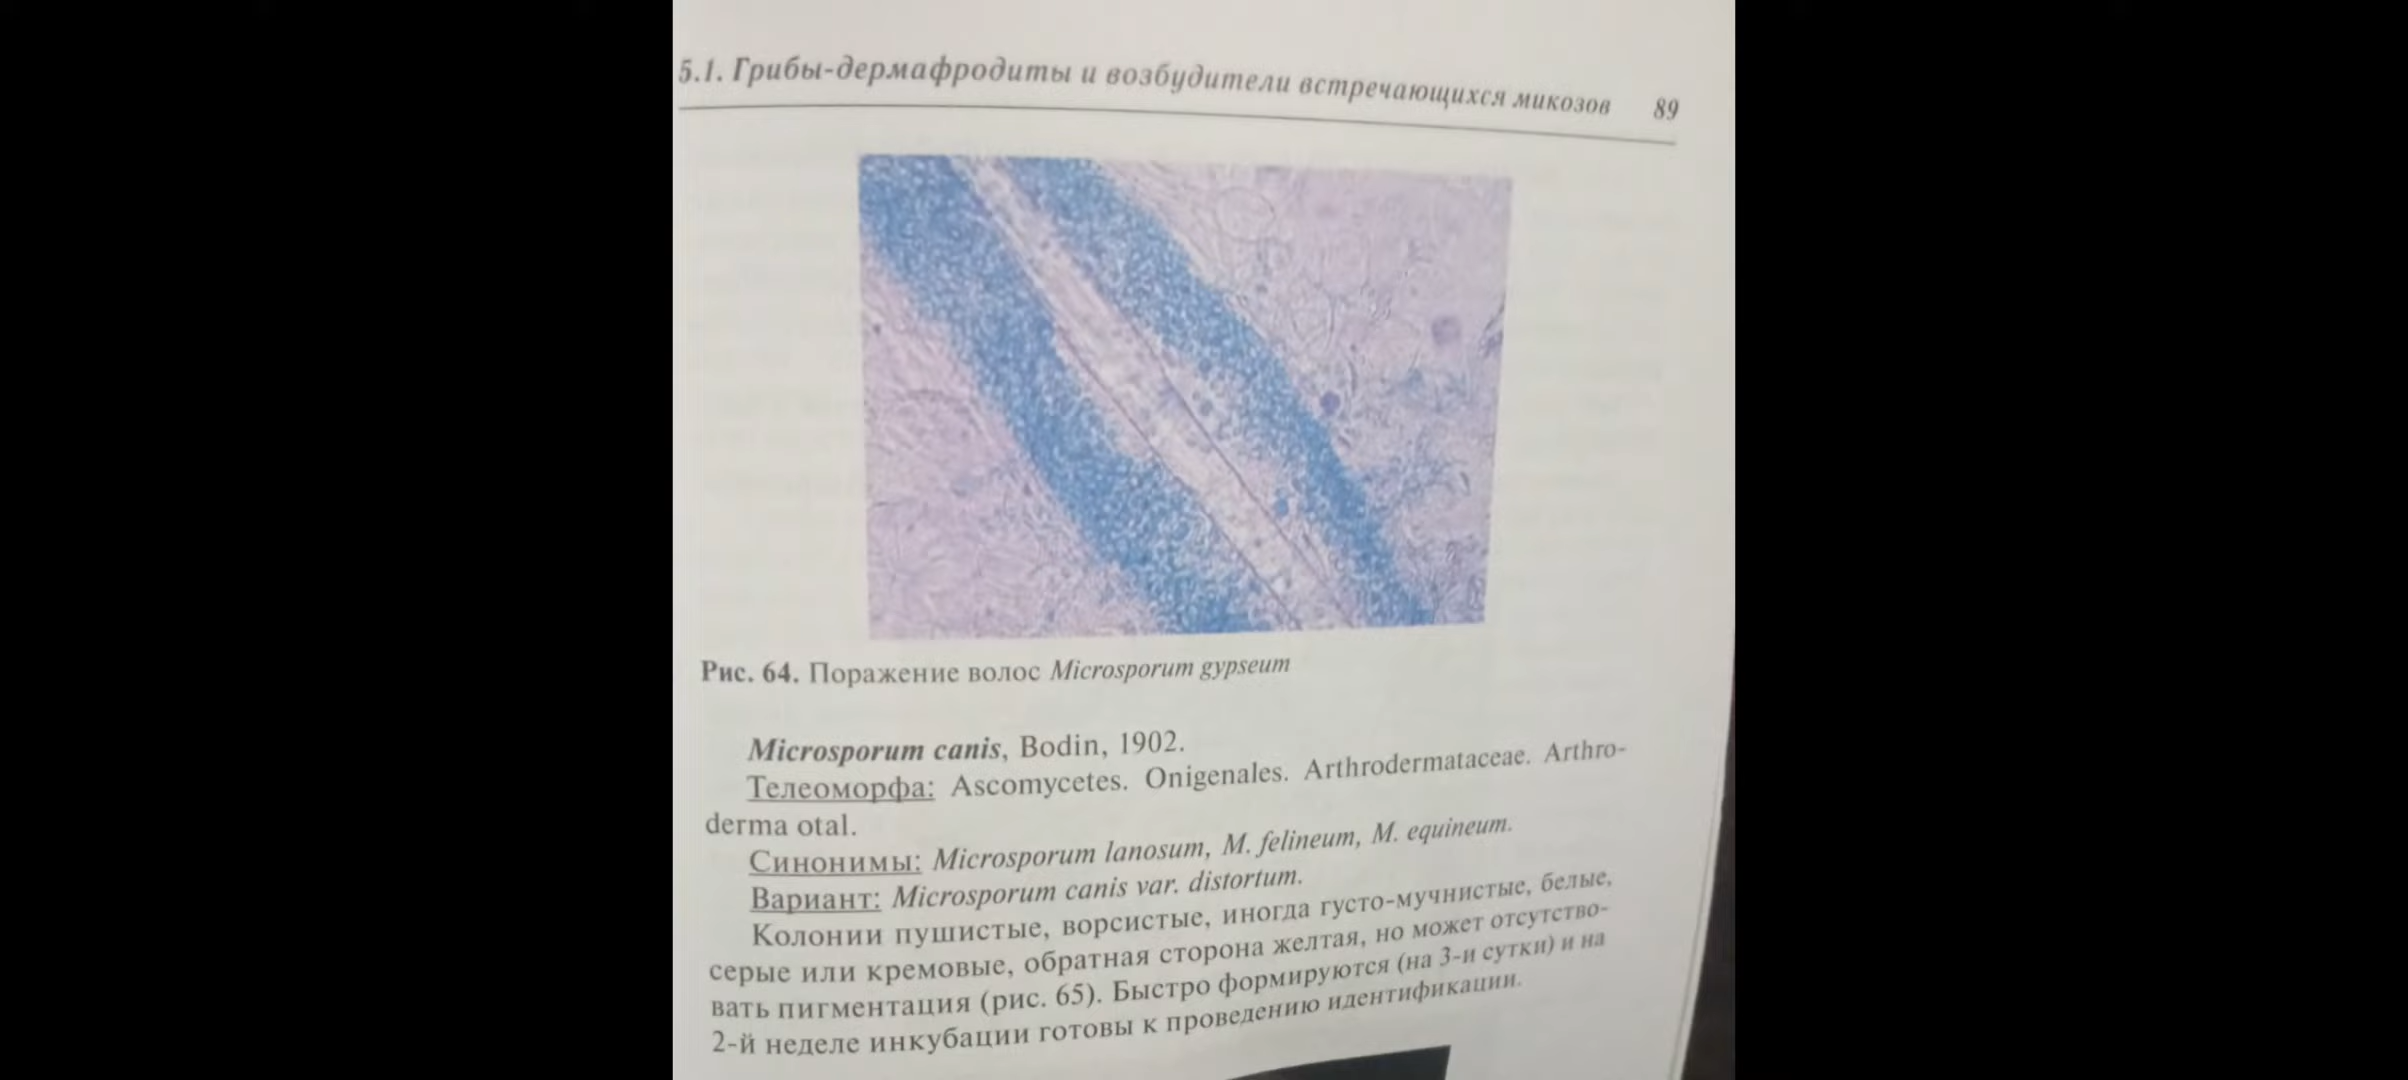 5.1. Грибы-дермафродиты и возбудители встречающихся микозов 89
Рис. 64. Поражение волос Microsporum gypseum
Microsporum canis, Bodin, 1902.
Телеоморфа: Ascomycetes. Onigenales. Arthrodermataceae. Arthro-
derma otal.
Синонимы: Microsporum lanosum, M. felineum, M. equineum.
Вариант: Microsporum canis var. distortum.
Колонии пушистые, ворсистые, иногда густо-мучнистые, белые,
серые или кремовые, обратная сторона желтая, но может отсутство-
вать пигментация (рис. 65). Быстро формируются (на 3-и сутки) и на
2-й неделе инкубации готовы к проведению идентификации.